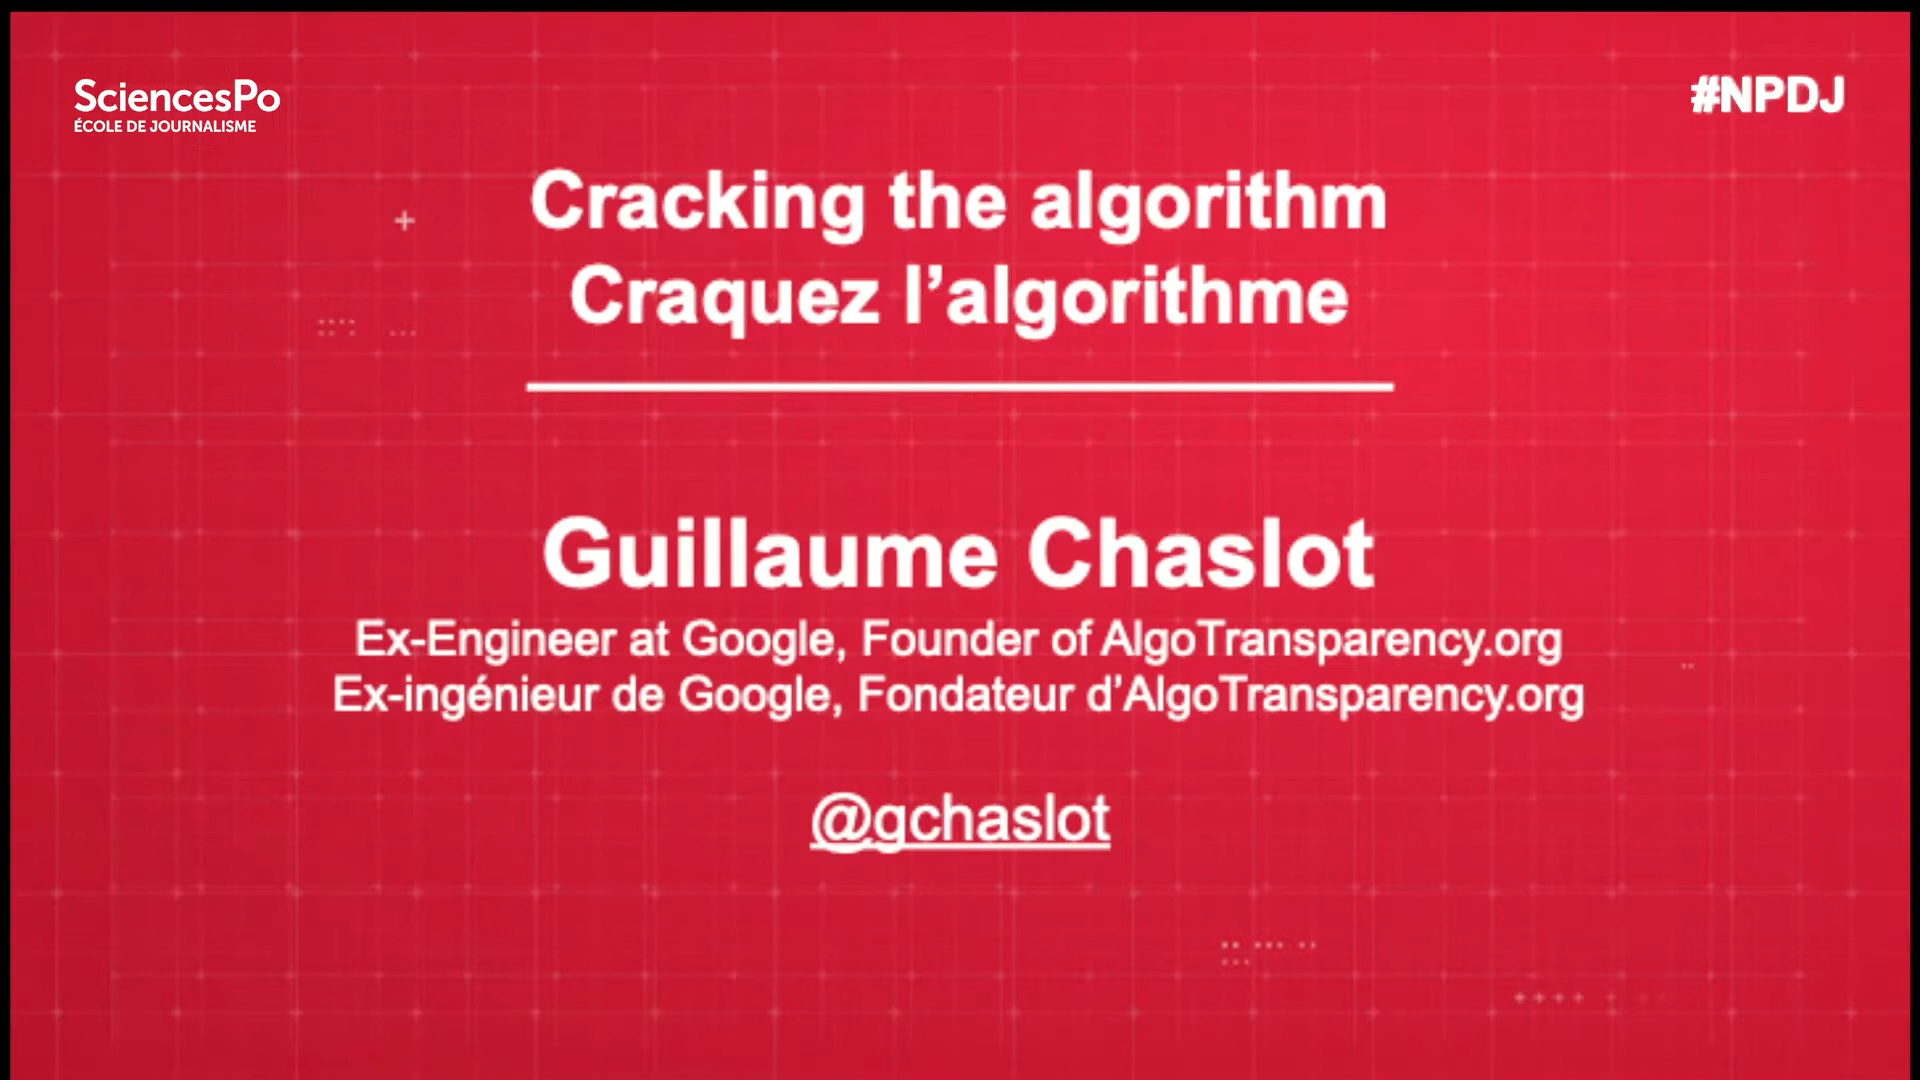 SciencesPo
ÉCOLE DE JOURNALISME
#NPDJ
Cracking the algorithm
Craquez l’algorithme
Guillaume Chaslot
Ex-Engineer at Google, Founder of AlgoTransparency.org
Ex-ingénieur de Google, Fondateur d’AlgoTransparency.org
@gchaslot